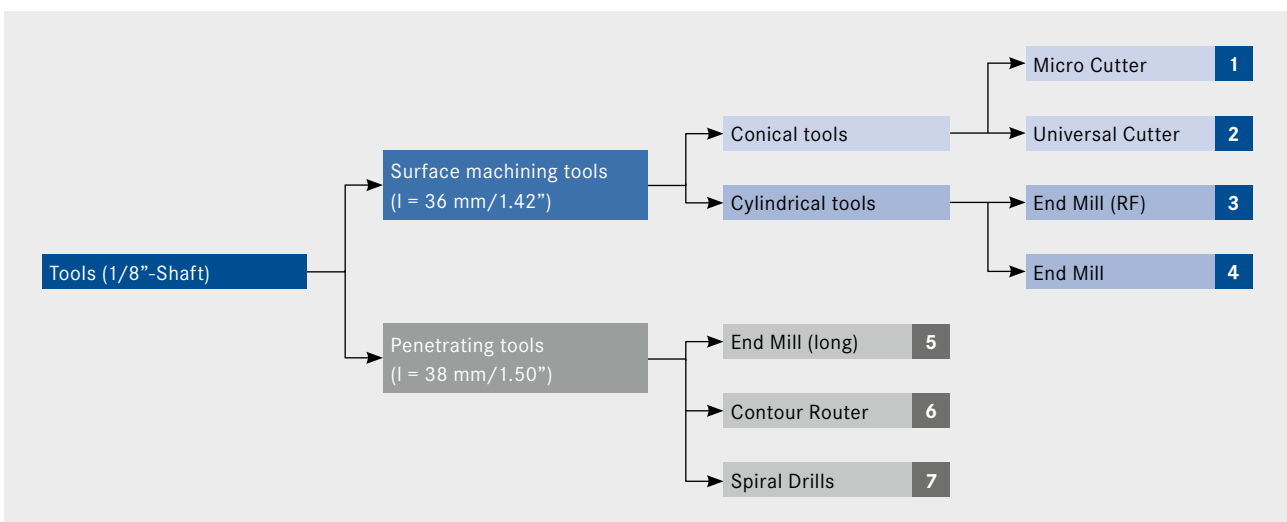 Tools (1/8”-Shaft)
Surface machining tools
(l = 36 mm/1.42”)
Conical tools
Micro Cutter 1
Universal Cutter 2
Cylindrical tools
End Mill (RF) 3
End Mill 4
Penetrating tools
(l = 38 mm/1.50”)
End Mill (long) 5
Contour Router 6
Spiral Drills 7